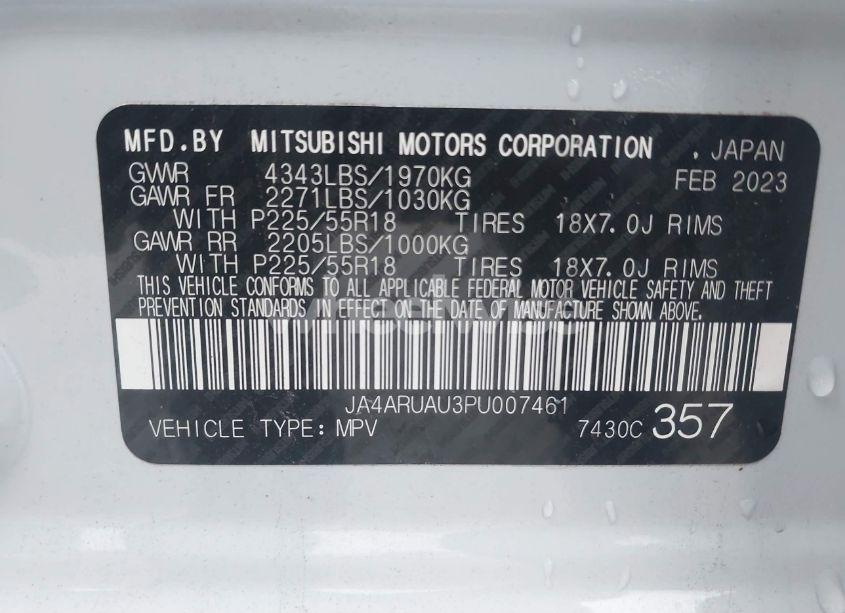 MFD.BY MITSUBISHI MOTORS CORPORATION . JAPAN
GVWR 4343LBS/1970KG FEB 2023
GAWR FR 2271LBS/1030KG
WITH P225/55R18 TIRES 18X7.0J RIMS
GAWR RR 2205LBS/1000KG
WITH P225/55R18 TIRES 18X7.0J RIMS
THIS VEHICLE CONFORMS TO ALL APPLICABLE FEDERAL MOTOR VEHICLE SAFETY AND THEFT
PREVENTION STANDARDS IN EFFECT ON THE DATE OF MANUFACTURE SHOWN ABOVE.
JA4ARUAU3PU007461
VEHICLE TYPE: MPV 7430C 357